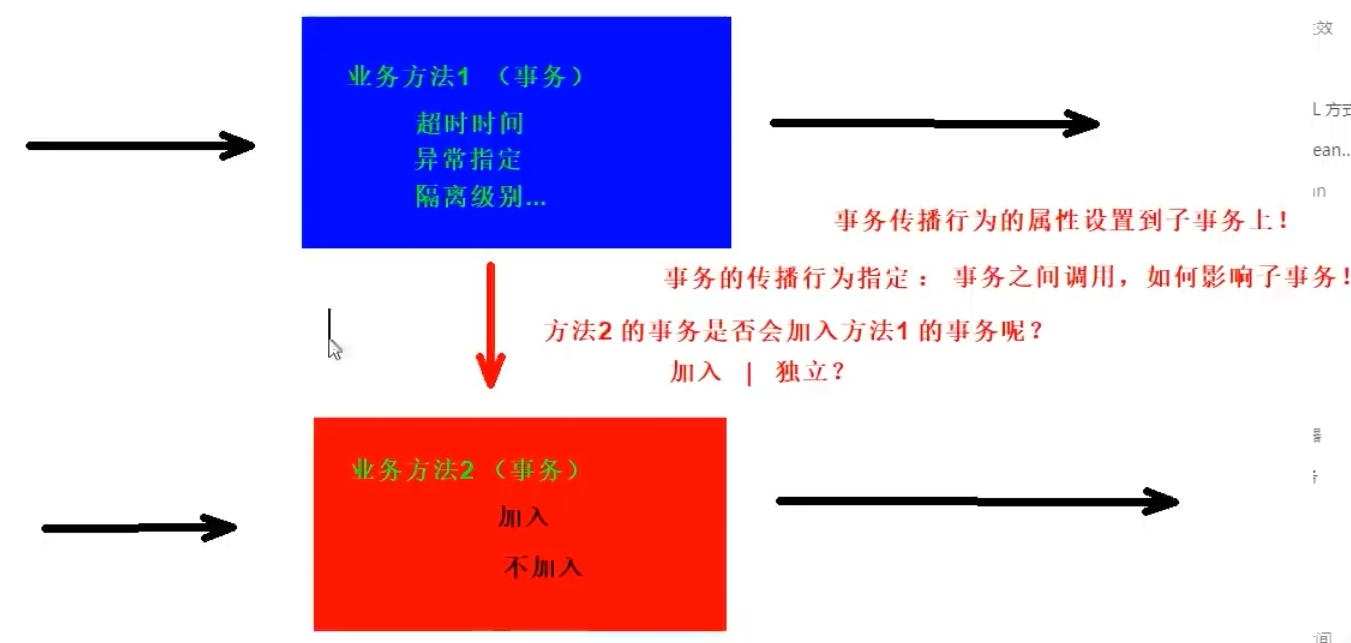 业务方法1 （事务）
超时时间
异常指定
隔离级别...
事务传播行为的属性设置到子事务上！
事务的传播行为指定： 事务之间调用，如何影响子事务！
方法2 的事务是否会加入方法1 的事务呢？
加入 | 独立？
业务方法2 （事务）
加入
不加入
效
L 方式
ean...
n
间